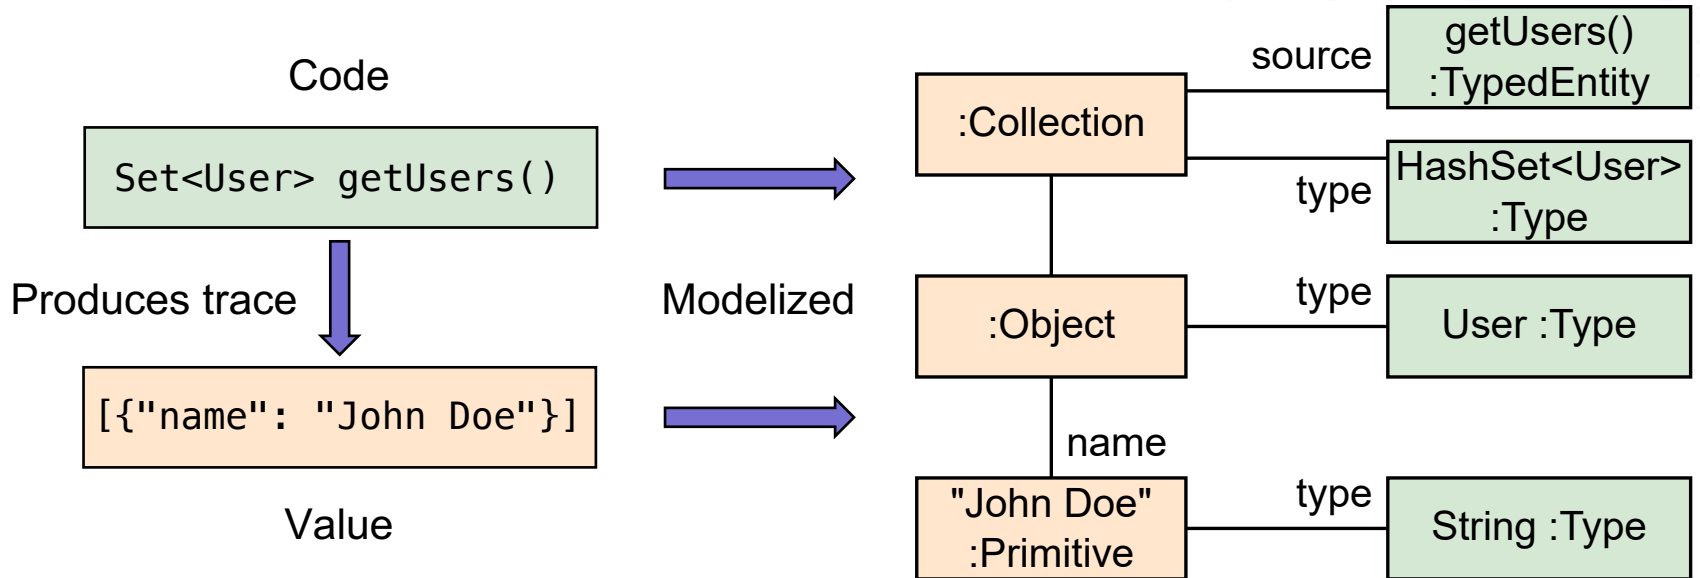 Code
Set<User> getUsers()
Produces trace
[{"name": "John Doe"}]
Value
Modelized
:Collection
source
getUsers()
:TypedEntity
type
HashSet<User>
:Type
:Object
type
User :Type
name
"John Doe"
:Primitive
type
String :Type